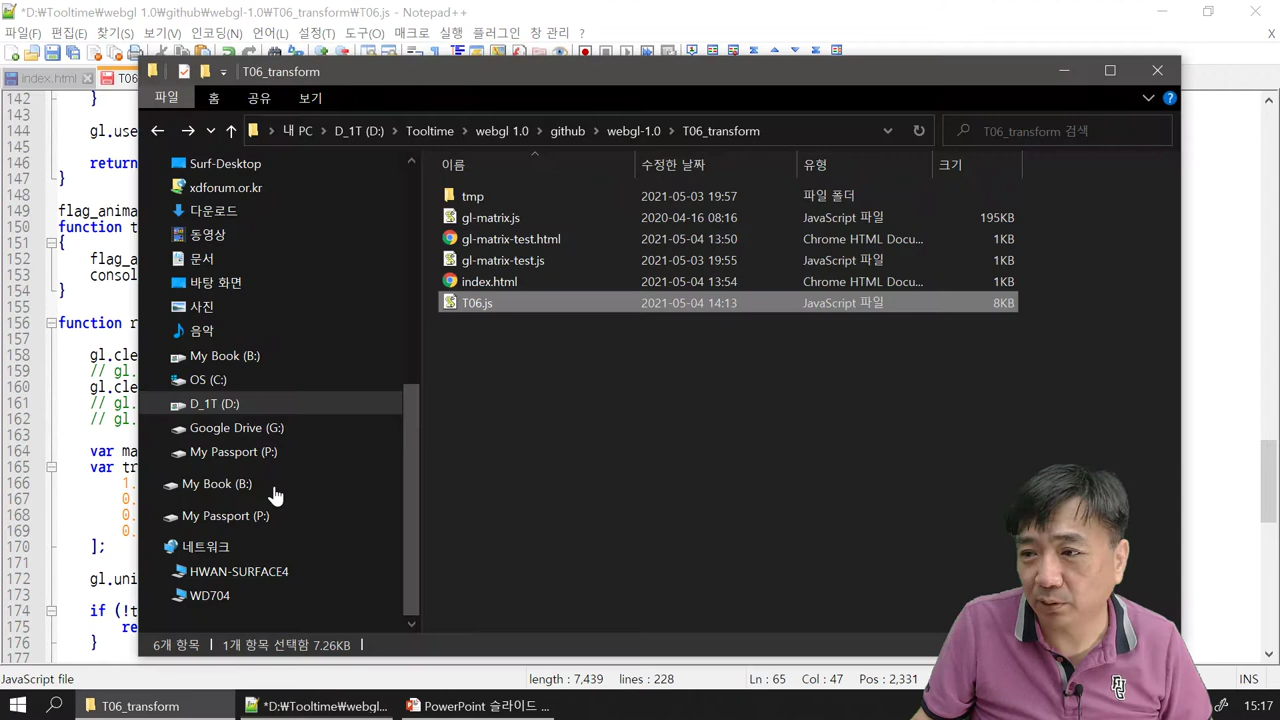 *D:₩Tooltime₩webgl 1.0₩github₩webgl-1.0₩T06_transform₩T06.js - Notepad++
파일(F) 편집(E) 찾기(S) 보기(V) 인코딩(N) 언어(L) 설정(T) 도구(O) 매크로 실행 플러그인 창 관리 ? X
index.html T06
T06_transform
파일 홈 공유 보기
내 PC > D_1T (D:) > Tooltime > webgl 1.0 > github > webgl-1.0 > T06_transform
T06_transform 검색
이름 수정한 날짜 유형 크기
tmp 2021-05-03 19:57 파일 폴더
gl-matrix.js 2020-04-16 08:16 JavaScript 파일 195KB
gl-matrix-test.html 2021-05-04 13:50 Chrome HTML Docu... 1KB
gl-matrix-test.js 2021-05-04 19:55 JavaScript 파일 1KB
index.html 2021-05-04 13:54 Chrome HTML Docu... 1KB
T06.js 2021-05-04 14:13 JavaScript 파일 8KB
Surf-Desktop
xdforum.or.kr
다운로드
동영상
문서
바탕 화면
사진
음악
My Book (B:)
OS (C:)
D_1T (D:)
Google Drive (G:)
My Passport (P:)
My Book (B:)
My Passport (P:)
네트워크
HWAN-SURFACE4
WD704
6개 항목 1개 항목 선택함 7.26KB
142 }
143
144 gl.use
145
146 return
147 }
148
149 flag_anima
150 function t
151 {
152 flag_a
153 consol
154 }
155
156 function r
157
158 gl.cle
159 // gl.
160 gl.cle
161 // gl.
162 // gl.
163
164 var ma
165 var tr
166 1.
167 0.
168 0.
169 0.
170 ];
171
172 gl.uni
173
174 if (!t
175 re
176 }
177
JavaScript file length : 7,439 lines : 228 Ln : 65 Col : 47 Pos : 2,331 INS
T06_transform *D:₩Tooltime₩webgl... PowerPoint 슬라이드 ... 15:17